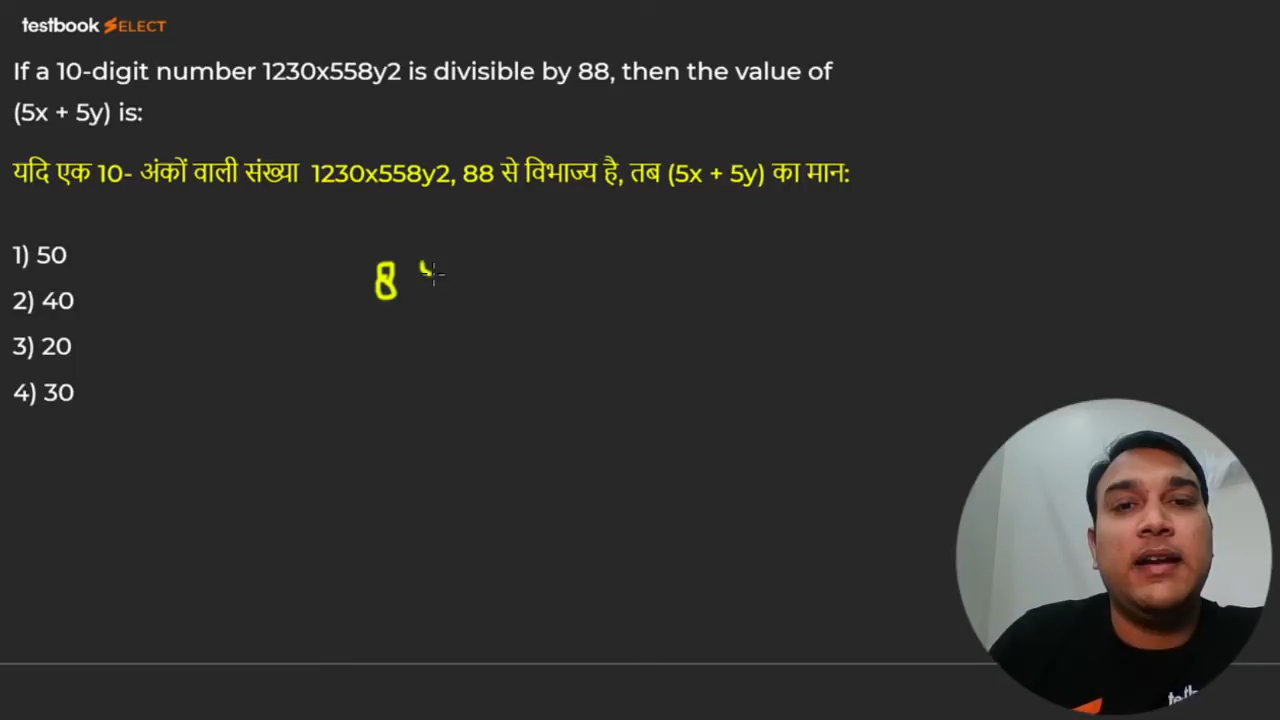 testbook SELECT
If a 10-digit number 1230x558y2 is divisible by 88, then the value of
(5x + 5y) is:
यदि एक 10- अंकों वाली संख्या 1230x558y2, 88 से विभाज्य है, तब (5x + 5y) का मान:
1) 50
2) 40
3) 20
4) 30
8